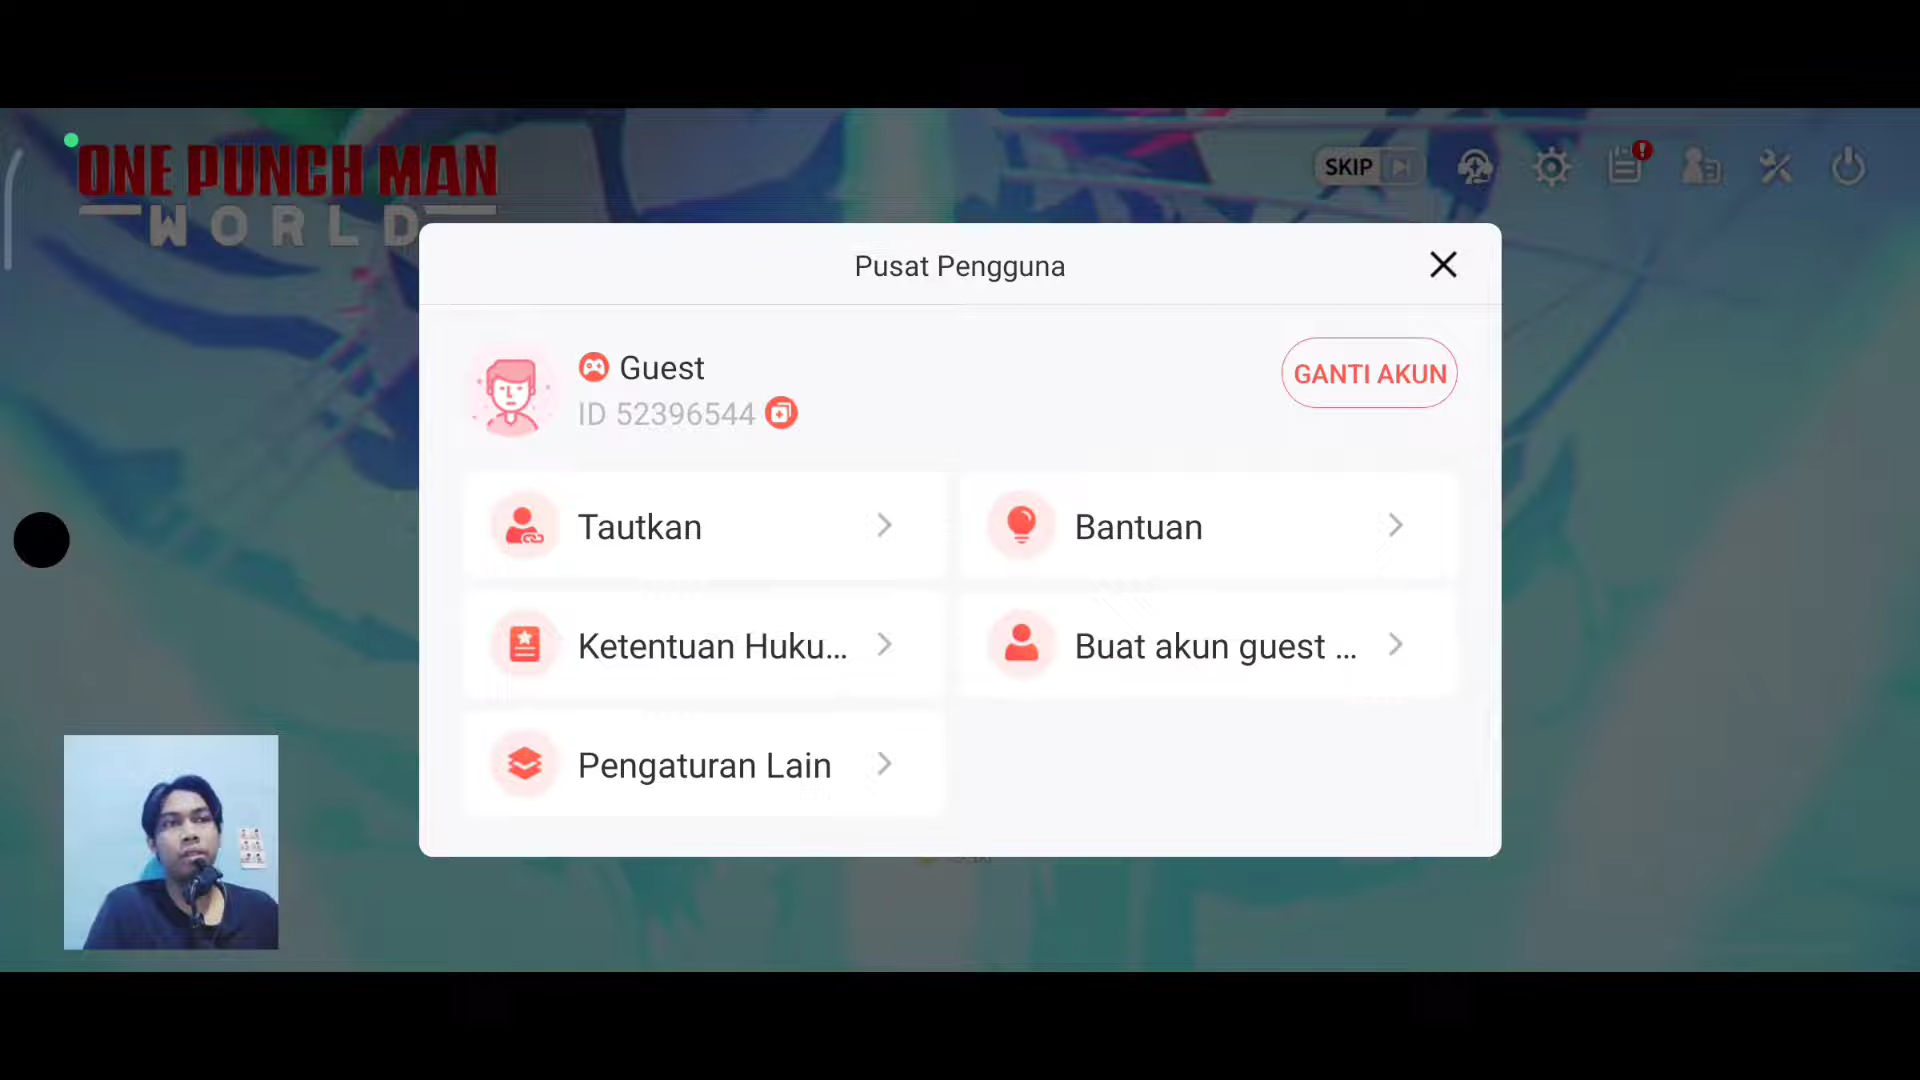 ONE PUNCH MAN
WORLD
SKIP
Pusat Pengguna
Guest
GANTI AKUN
ID 52396544
Tautkan
Bantuan
Ketentuan Huku...
Buat akun guest ...
Pengaturan Lain